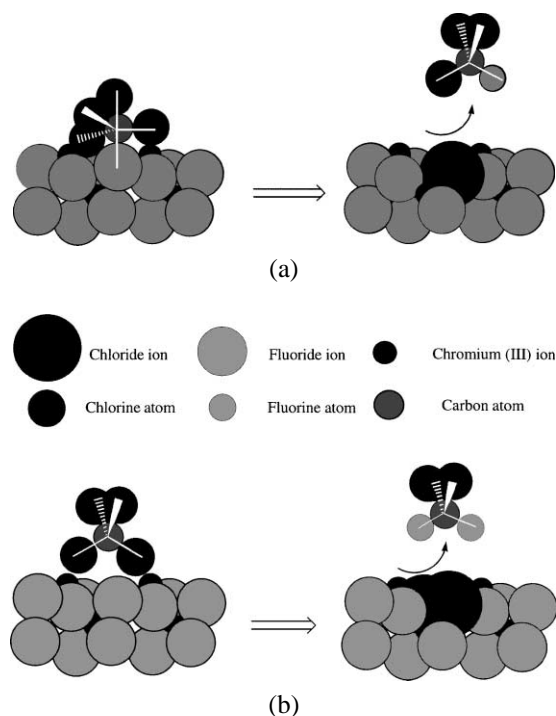 (a)
Chloride ion Fluoride ion Chromium (III) ion
Chlorine atom Fluorine atom Carbon atom
(b)